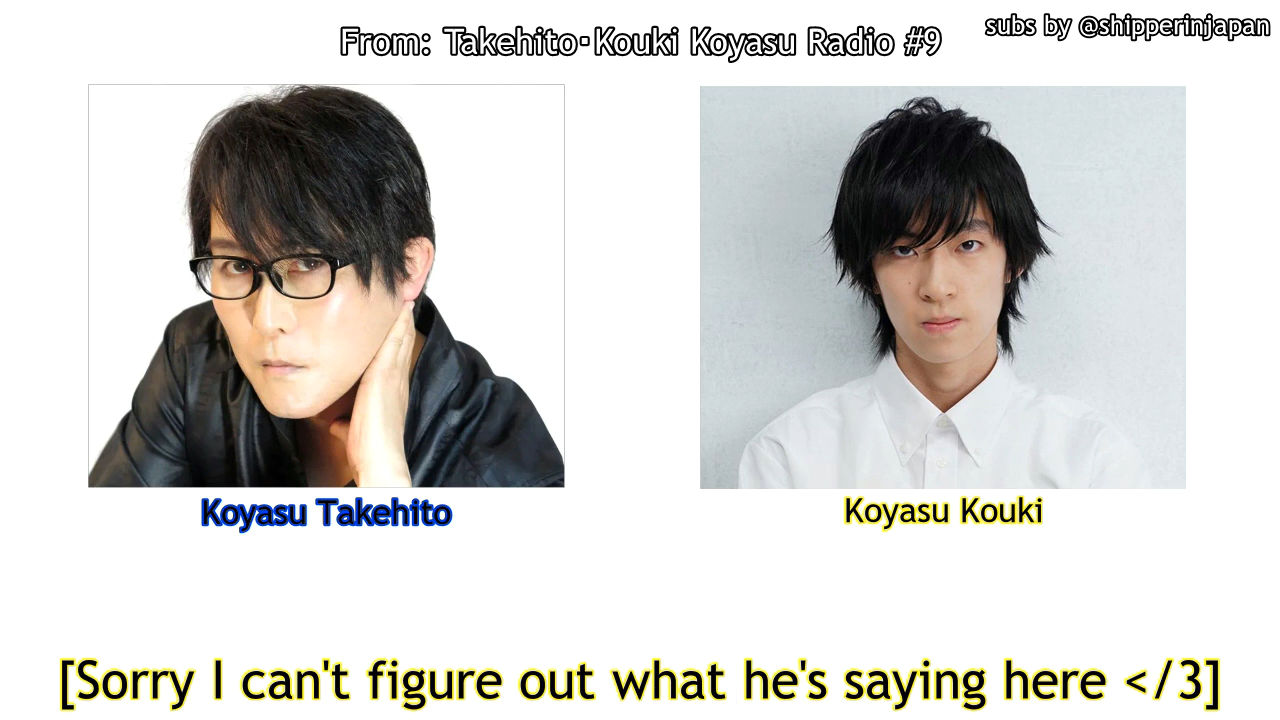 From: Takehito･Kouki Koyasu Radio #9
subs by @shipperinjapan
Koyasu Takehito
Koyasu Kouki
[Sorry I can't figure out what he's saying here </3]